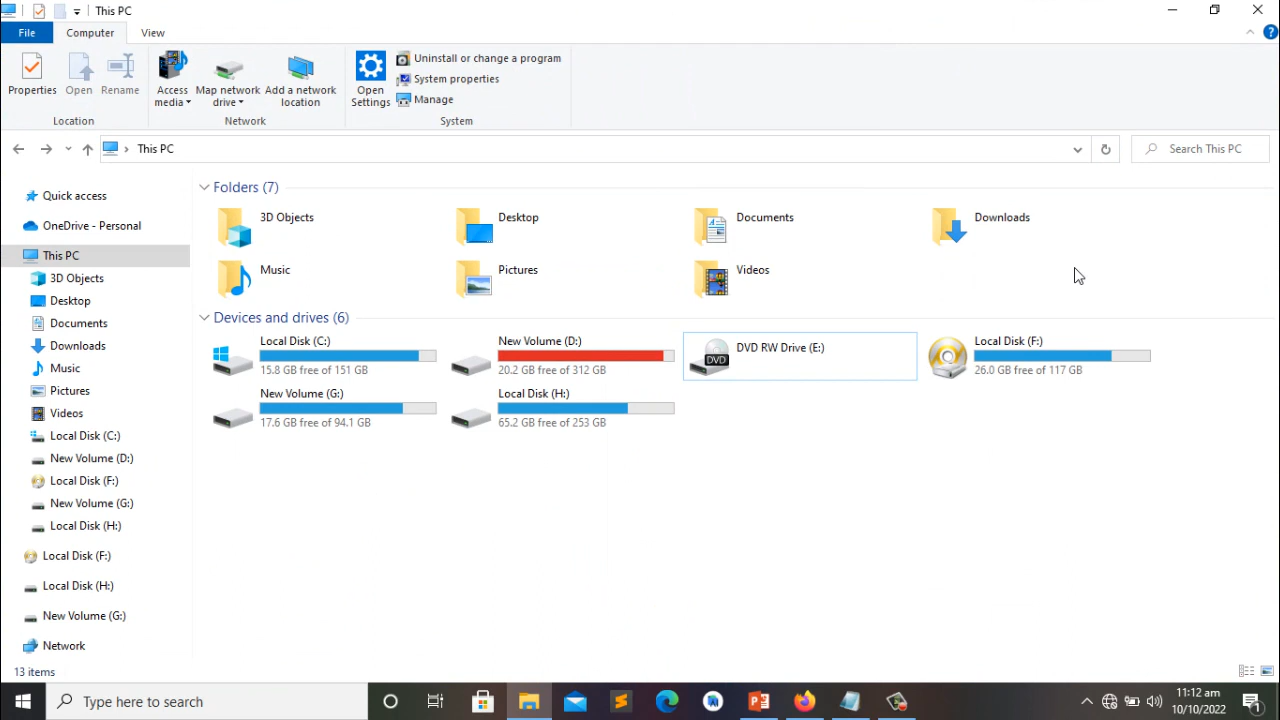 This PC
File
Computer
View
Properties
Open
Rename
Access media
Map network drive
Add a network location
Open Settings
Uninstall or change a program
System properties
Manage
Location
Network
System
This PC
Search This PC
Quick access
OneDrive - Personal
This PC
3D Objects
Desktop
Documents
Downloads
Music
Pictures
Videos
Local Disk (C:)
New Volume (D:)
Local Disk (F:)
New Volume (G:)
Local Disk (H:)
Local Disk (F:)
Local Disk (H:)
New Volume (G:)
Network
Folders (7)
3D Objects
Desktop
Documents
Downloads
Music
Pictures
Videos
Devices and drives (6)
Local Disk (C:)
15.8 GB free of 151 GB
New Volume (D:)
20.2 GB free of 312 GB
DVD
DVD RW Drive (E:)
Local Disk (F:)
26.0 GB free of 117 GB
New Volume (G:)
17.6 GB free of 94.1 GB
Local Disk (H:)
65.2 GB free of 253 GB
13 items
Type here to search
11:12 am
10/10/2022
1